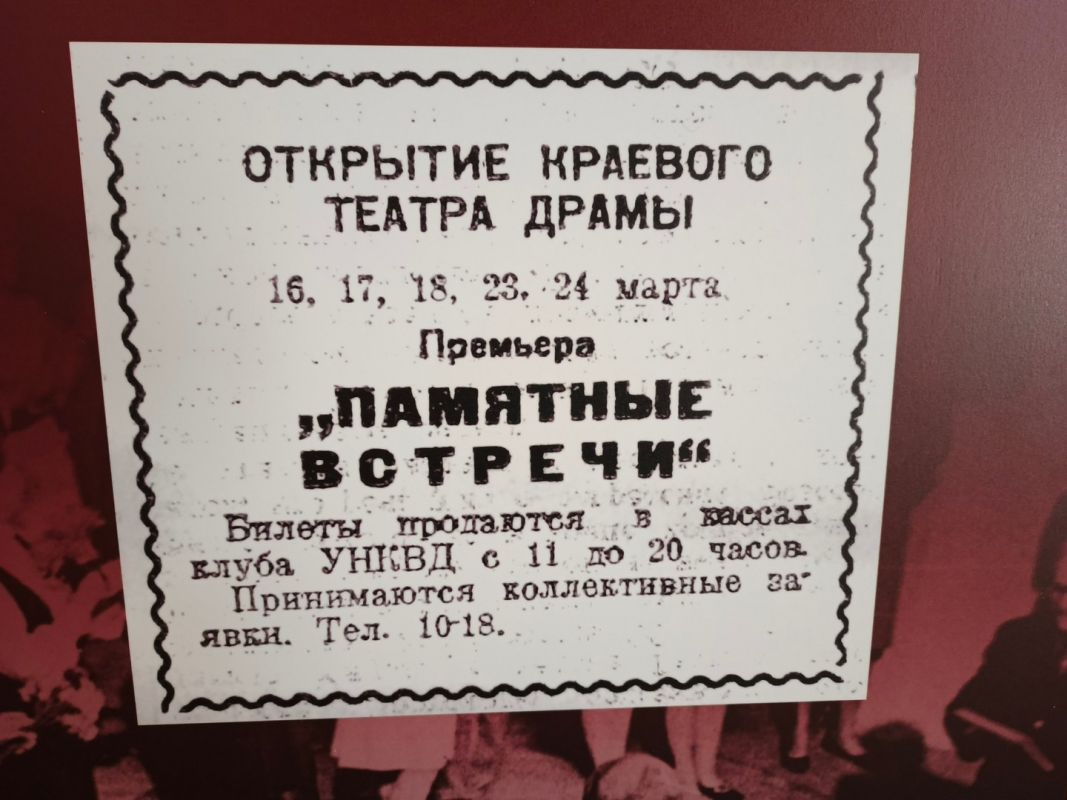 ОТКРЫТИЕ КРАЕВОГО
ТЕАТРА ДРАМЫ
16, 17, 18, 23, 24 марта
Премьера
„ПАМЯТНЫЕ
ВСТРЕЧИ“
Билеты продаются в кассах
клуба УНКВД с 11 до 20 часов.
Принимаются коллективные за-
явки. Тел. 10-18.